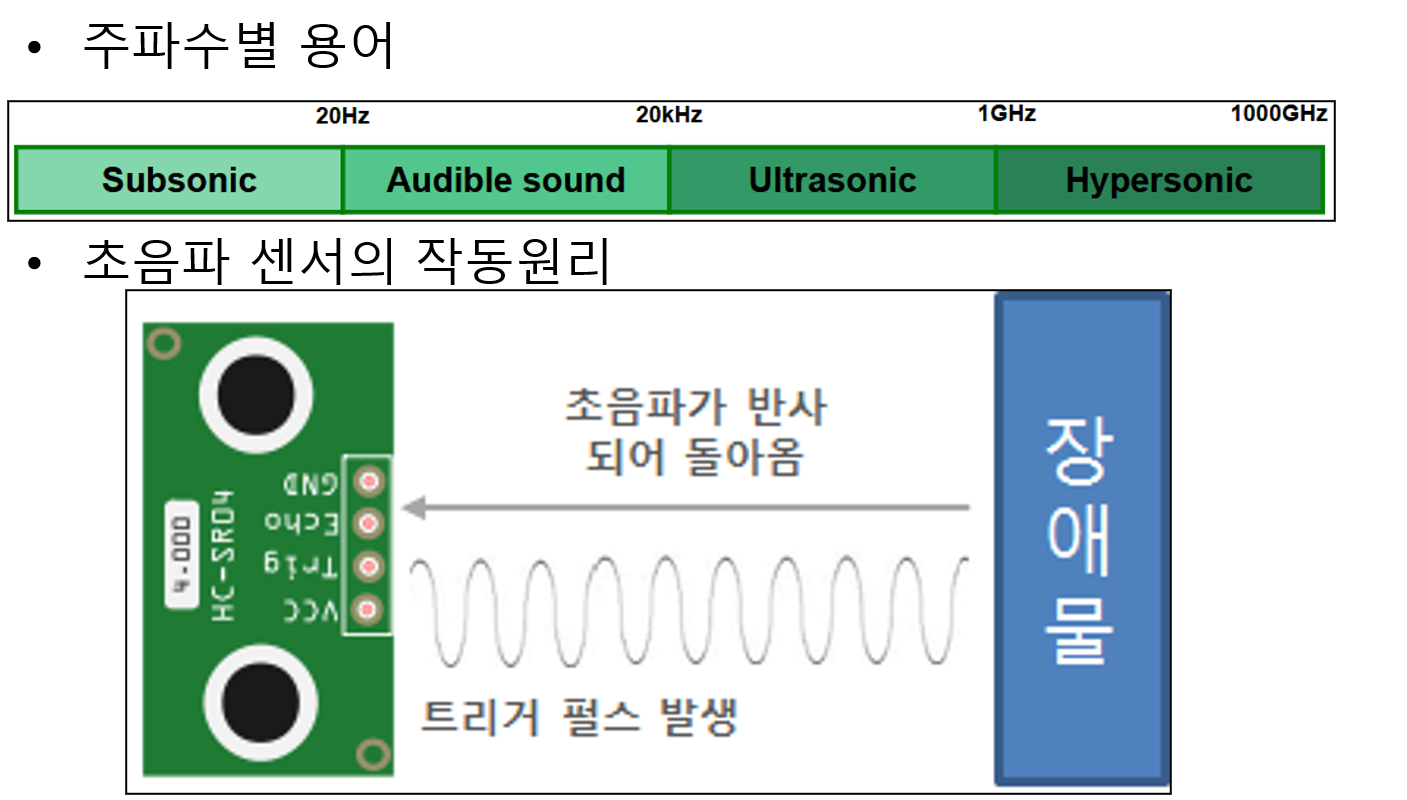 • 주파수별 용어
20Hz 20kHz 1GHz 1000GHz
Subsonic Audible sound Ultrasonic Hypersonic
• 초음파 센서의 작동원리
초음파가 반사
되어 돌아옴
GND
Echo
Trig
VCC
HC-SR04
4.000
트리거 펄스 발생
장
애
물